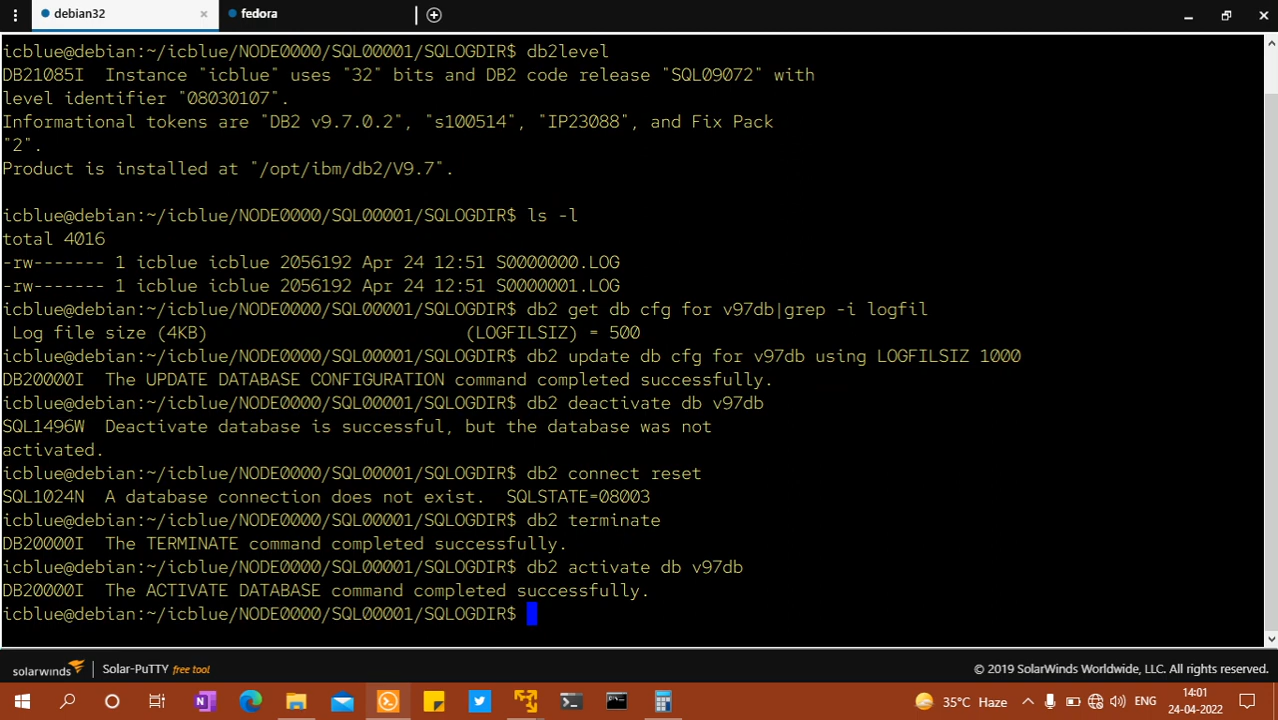 debian32
fedora
icblue@debian:~/icblue/NODE0000/SQL00001/SQLOGDIR$ db2level
DB21085I  Instance "icblue" uses "32" bits and DB2 code release "SQL09072" with
level identifier "08030107".
Informational tokens are "DB2 v9.7.0.2", "s100514", "IP23088", and Fix Pack
"2".
Product is installed at "/opt/ibm/db2/V9.7".
icblue@debian:~/icblue/NODE0000/SQL00001/SQLOGDIR$ ls -l
total 4016
-rw------- 1 icblue icblue 2056192 Apr 24 12:51 S0000000.LOG
-rw------- 1 icblue icblue 2056192 Apr 24 12:51 S0000001.LOG
icblue@debian:~/icblue/NODE0000/SQL00001/SQLOGDIR$ db2 get db cfg for v97db|grep -i logfil
 Log file size (4KB)                         (LOGFILSIZ) = 500
icblue@debian:~/icblue/NODE0000/SQL00001/SQLOGDIR$ db2 update db cfg for v97db using LOGFILSIZ 1000
DB20000I  The UPDATE DATABASE CONFIGURATION command completed successfully.
icblue@debian:~/icblue/NODE0000/SQL00001/SQLOGDIR$ db2 deactivate db v97db
SQL1496W  Deactivate database is successful, but the database was not
activated.
icblue@debian:~/icblue/NODE0000/SQL00001/SQLOGDIR$ db2 connect reset
SQL1024N  A database connection does not exist.  SQLSTATE=08003
icblue@debian:~/icblue/NODE0000/SQL00001/SQLOGDIR$ db2 terminate
DB20000I  The TERMINATE command completed successfully.
icblue@debian:~/icblue/NODE0000/SQL00001/SQLOGDIR$ db2 activate db v97db
DB20000I  The ACTIVATE DATABASE command completed successfully.
icblue@debian:~/icblue/NODE0000/SQL00001/SQLOGDIR$
solarwinds | Solar-PuTTY free tool
© 2019 SolarWinds Worldwide, LLC. All rights reserved.
35°C Haze
ENG
14:01
24-04-2022